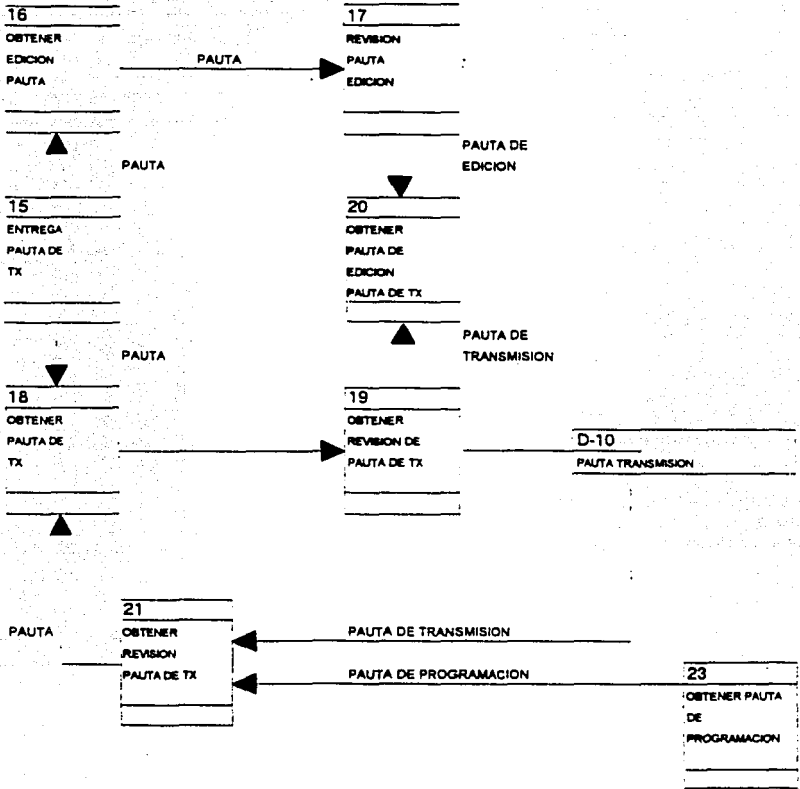 16
OBTENER
EDICION
PAUTA
PAUTA
17
REVISION
PAUTA
EDICION
PAUTA
PAUTA DE
EDICION
15
ENTREGA
PAUTA DE
TX
20
OBTENER
PAUTA DE
EDICION
PAUTA DE TX
PAUTA
PAUTA DE
TRANSMISION
18
OBTENER
PAUTA DE
TX
19
OBTENER
REVISION DE
PAUTA DE TX
D-10
PAUTA TRANSMISION
PAUTA
21
OBTENER
REVISION
PAUTA DE TX
PAUTA DE TRANSMISION
PAUTA DE PROGRAMACION
23
OBTENER PAUTA
DE
PROGRAMACION